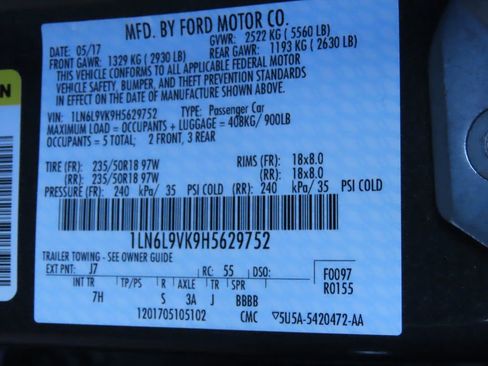 MFD. BY FORD MOTOR CO.
DATE: 05/17 GVWR: 2522 KG ( 5560 LB)
FRONT GAWR: 1329 KG ( 2930 LB) REAR GAWR: 1193 KG ( 2630 LB)
THIS VEHICLE CONFORMS TO ALL APPLICABLE FEDERAL MOTOR
VEHICLE SAFETY, BUMPER, AND THEFT PREVENTION STANDARDS
IN EFFECT ON THE DATE OF MANUFACTURE SHOWN ABOVE.
VIN: 1LN6L9VK9H5629752 TYPE: Passenger Car
MAXIMUM LOAD = OCCUPANTS + LUGGAGE = 408KG/ 900LB
OCCUPANTS = 5 TOTAL; 2 FRONT, 3 REAR
TIRE (FR): 235/50R18 97W RIMS (FR): 18x8.0
(RR): 235/50R18 97W (RR): 18x8.0
PRESSURE (FR): 240 kPa/ 35 PSI COLD (RR): 240 kPa/ 35 PSI COLD
1LN6L9VK9H5629752
TRAILER TOWING - SEE OWNER GUIDE
EXT PNT: J7 RC: 55 DSO: F0097
INT TR TP/PS R AXLE TR SPR R0155
7H S 3A J BBBB
1201705105102 CMC ▽5U5A-5420472-AA